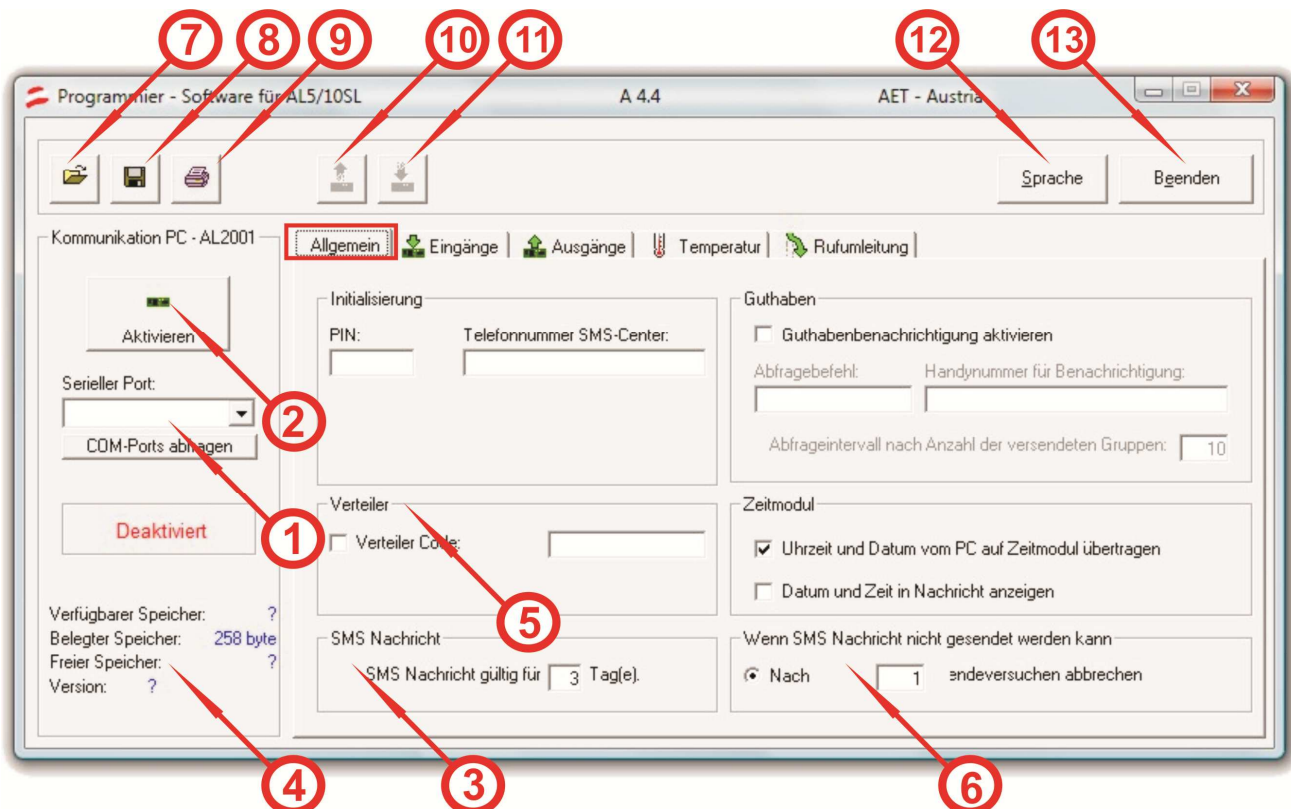 7 8 9 10 11 12 13
Programmier - Software für AL5/10SL A 4.4 AET - Austria
Sprache Beenden
Kommunikation PC - AL2001
Allgemein Eingänge Ausgänge Temperatur Rufumleitung
Aktivieren
Serieller Port:
COM-Ports abfragen
2
Deaktiviert
1
Verfügbarer Speicher: ?
Belegter Speicher: 258 byte
Freier Speicher: ?
Version: ?
Initialisierung
PIN: Telefonnummer SMS-Center:
Guthaben
Guthabenbenachrichtigung aktivieren
Abfragebefehl: Handynummer für Benachrichtigung:
Abfrageintervall nach Anzahl der versendeten Gruppen: 10
Verteiler
Verteiler Code:
5
Zeitmodul
Uhrzeit und Datum vom PC auf Zeitmodul übertragen
Datum und Zeit in Nachricht anzeigen
SMS Nachricht
SMS Nachricht gültig für 3 Tag(e).
Wenn SMS Nachricht nicht gesendet werden kann
Nach 1 endeversuchen abbrechen
4 3 6